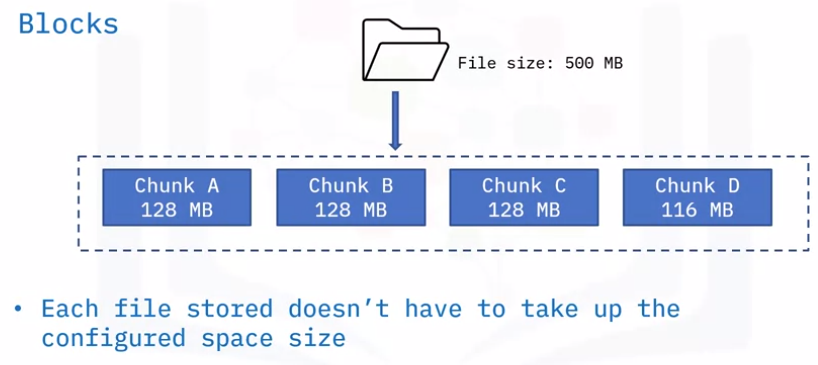 Blocks
File size: 500 MB
Chunk A
128 MB
Chunk B
128 MB
Chunk C
128 MB
Chunk D
116 MB
• Each file stored doesn’t have to take up the
configured space size